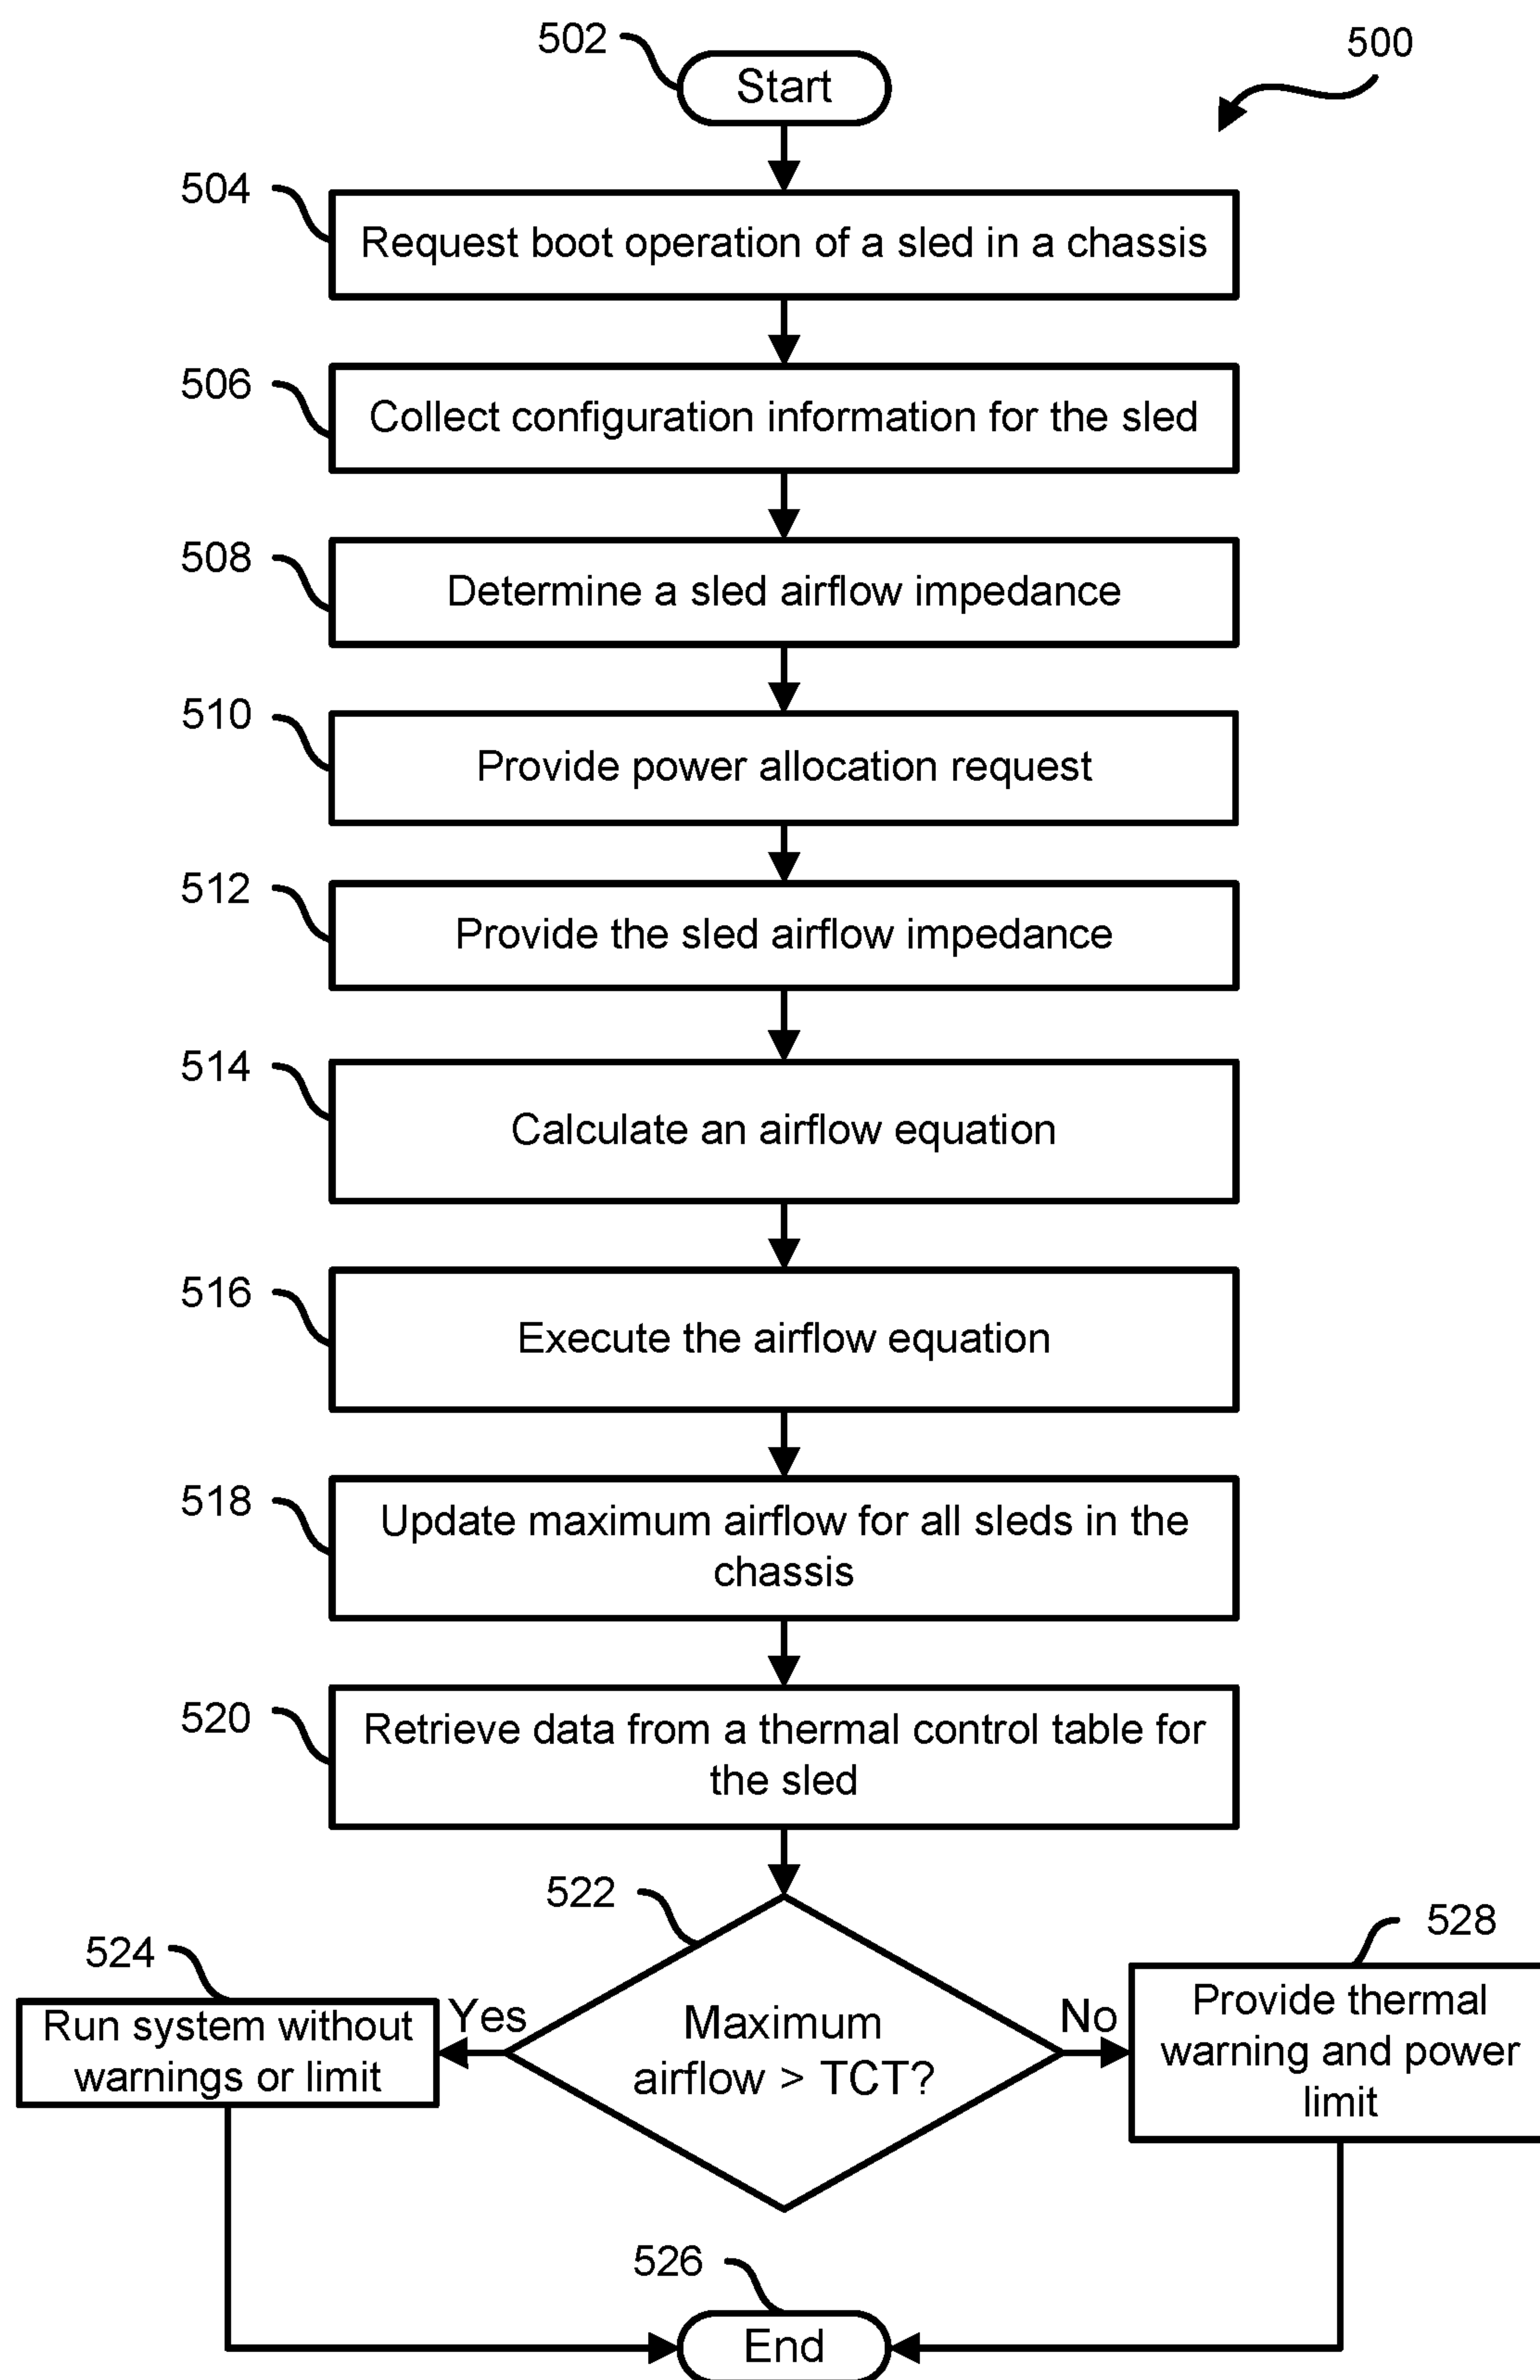 502
Start
500
504
Request boot operation of a sled in a chassis
506
Collect configuration information for the sled
508
Determine a sled airflow impedance
510
Provide power allocation request
512
Provide the sled airflow impedance
514
Calculate an airflow equation
516
Execute the airflow equation
518
Update maximum airflow for all sleds in the
chassis
520
Retrieve data from a thermal control table for
the sled
522
Maximum
airflow > TCT?
524
Yes
Run system without
warnings or limit
No
528
Provide thermal
warning and power
limit
526
End